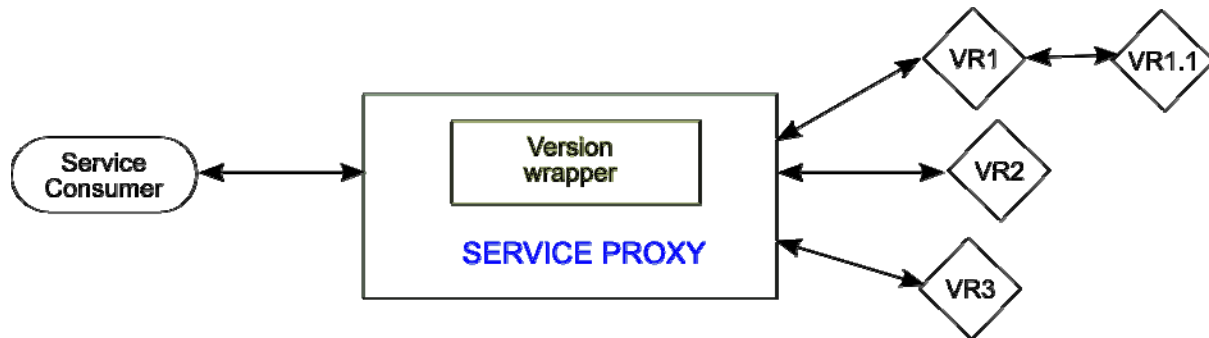 Service
Consumer
Version
wrapper
SERVICE PROXY
VR1
VR1.1
VR2
VR3